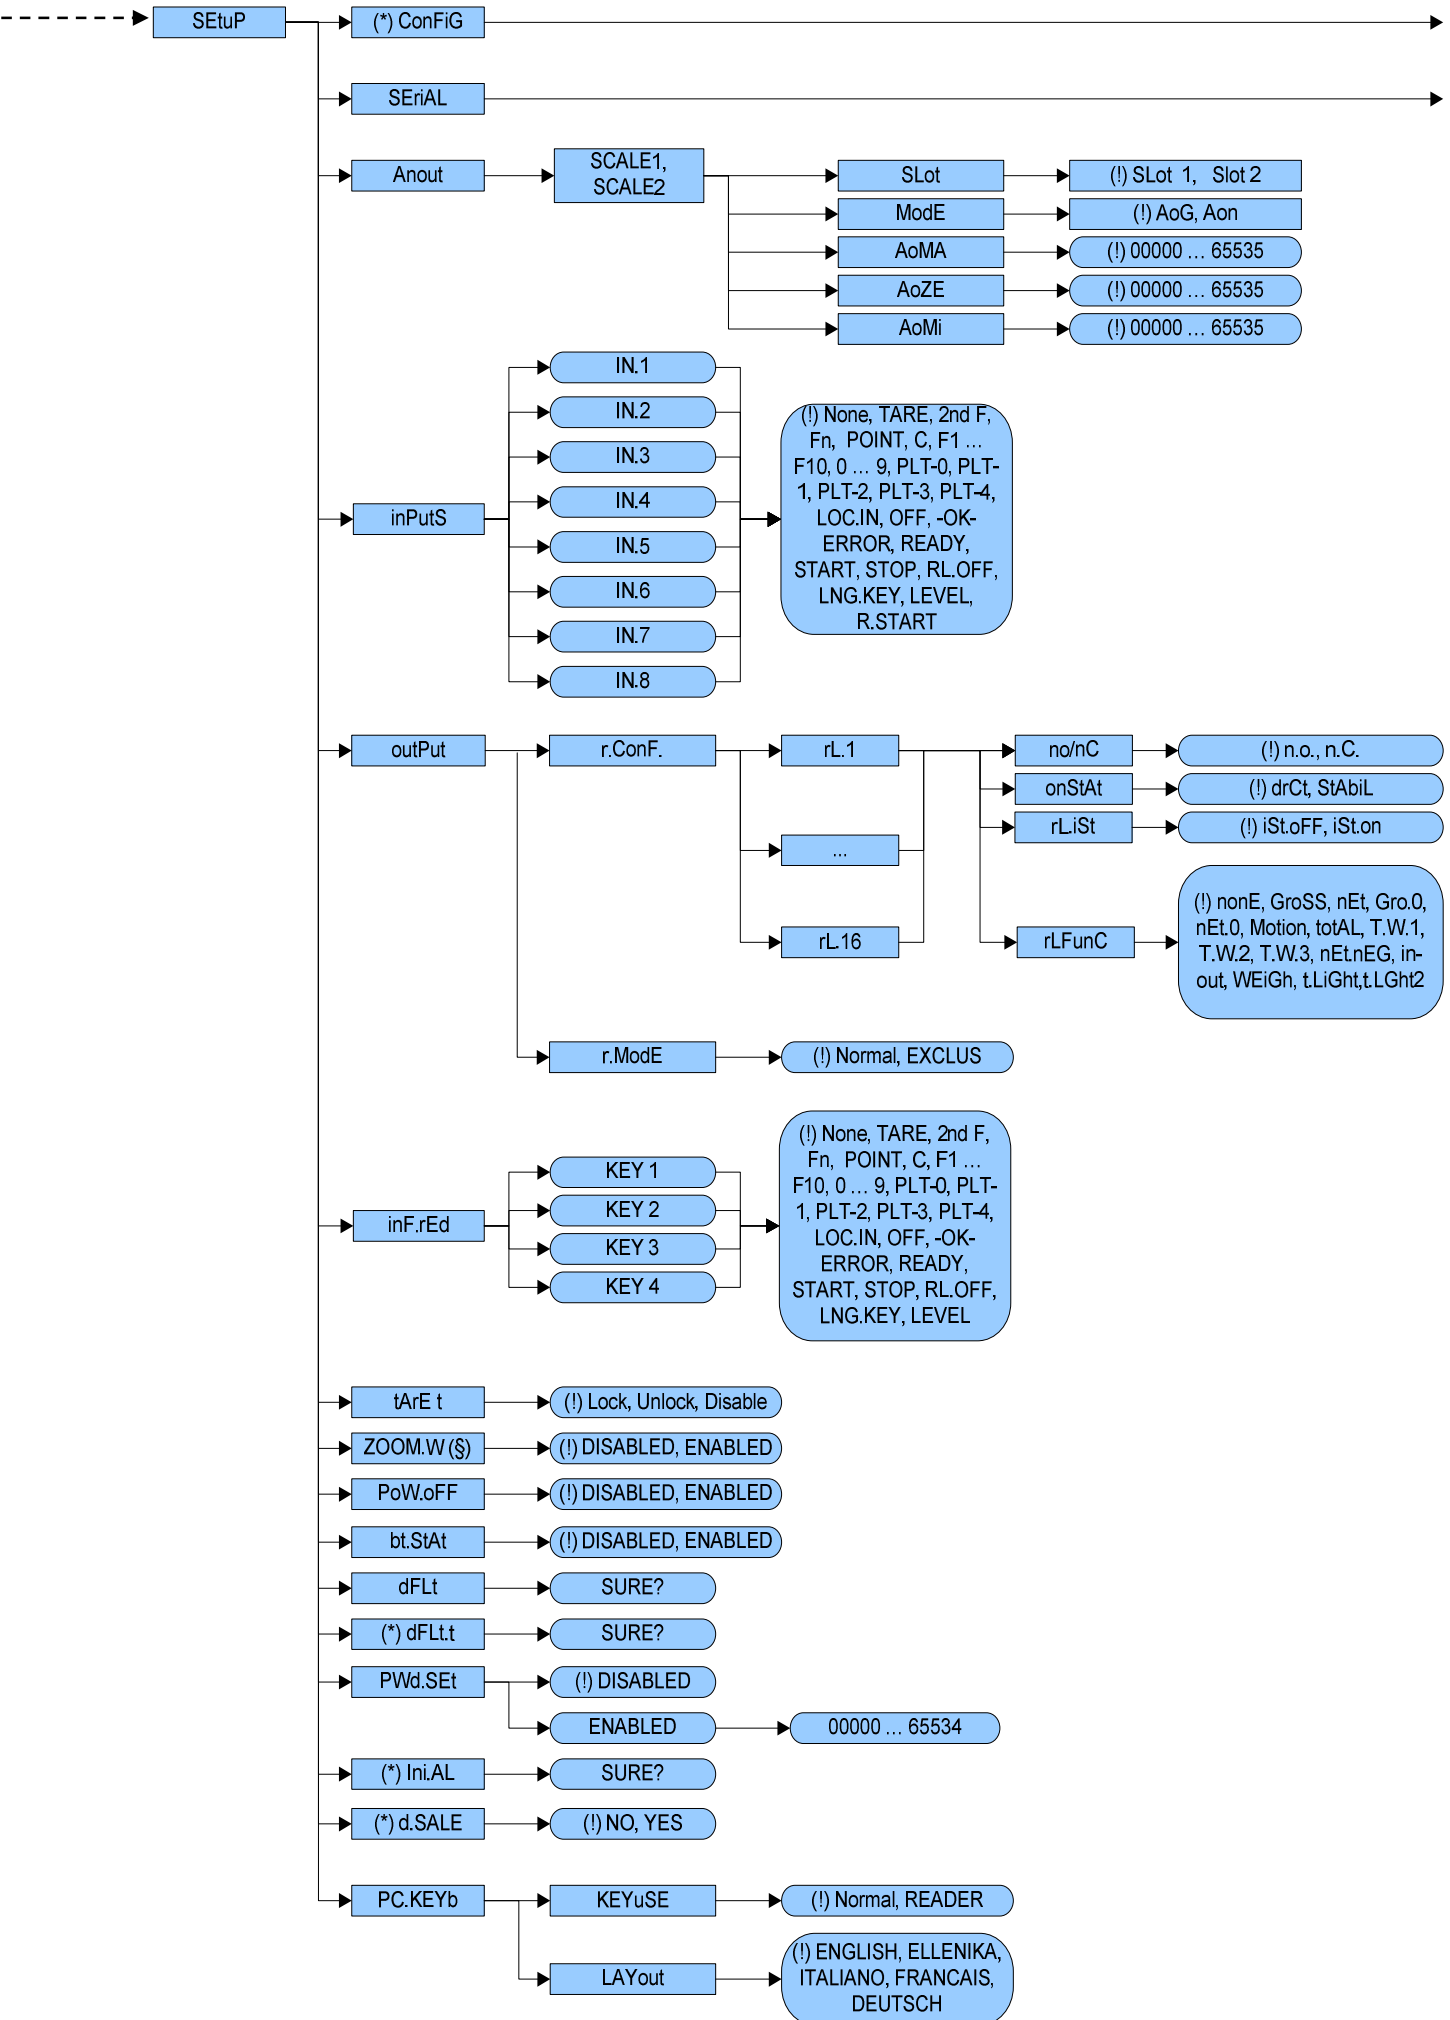 SEtuP
(*) ConFiG
SEriAL
Anout
SCALE1,
SCALE2
SLot
(!) SLot 1, Slot 2
ModE
(!) AoG, Aon
AoMA
(!) 00000 ... 65535
AoZE
(!) 00000 ... 65535
AoMi
(!) 00000 ... 65535
inPutS
IN.1
IN.2
IN.3
IN.4
IN.5
IN.6
IN.7
IN.8
(!) None, TARE, 2nd F,
Fn, POINT, C, F1 ...
F10, 0 ... 9, PLT-0, PLT-
1, PLT-2, PLT-3, PLT-4,
LOC.IN, OFF, -OK-
ERROR, READY,
START, STOP, RL.OFF,
LNG.KEY, LEVEL,
R.START
outPut
r.ConF.
rL.1
...
rL.16
no/nC
(!) n.o., n.C.
onStAt
(!) drCt, StAbiL
rL.iSt
(!) iSt.oFF, iSt.on
rLFunC
(!) nonE, GroSS, nEt, Gro.0,
nEt.0, Motion, totAL, T.W.1,
T.W.2, T.W.3, nEt.nEG, in-
out, WEiGh, t.LiGht,t.LGht2
r.ModE
(!) Normal, EXCLUS
inF.rEd
KEY 1
KEY 2
KEY 3
KEY 4
(!) None, TARE, 2nd F,
Fn, POINT, C, F1 ...
F10, 0 ... 9, PLT-0, PLT-
1, PLT-2, PLT-3, PLT-4,
LOC.IN, OFF, -OK-
ERROR, READY,
START, STOP, RL.OFF,
LNG.KEY, LEVEL
tArE t
(!) Lock, Unlock, Disable
ZOOM.W (§)
(!) DISABLED, ENABLED
PoW.oFF
(!) DISABLED, ENABLED
bt.StAt
(!) DISABLED, ENABLED
dFLt
SURE?
(*) dFLt.t
SURE?
PWd.SEt
(!) DISABLED
ENABLED
00000 ... 65534
(*) Ini.AL
SURE?
(*) d.SALE
(!) NO, YES
PC.KEYb
KEYuSE
(!) Normal, READER
LAYout
(!) ENGLISH, ELLENIKA,
ITALIANO, FRANCAIS,
DEUTSCH